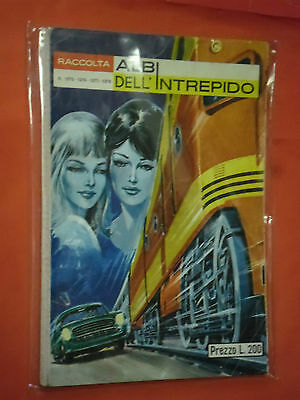 RACCOLTA
ALBI
DELL'INTREPIDO
Prezzo L. 200